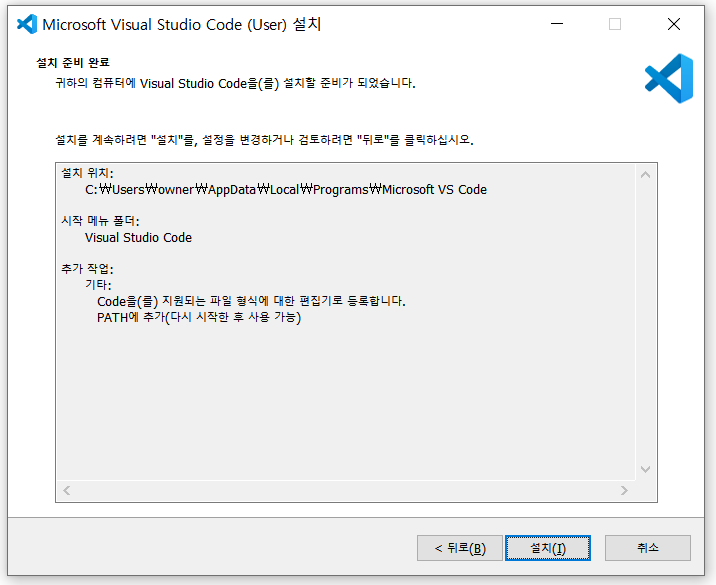 Microsoft Visual Studio Code (User) 설치
설치 준비 완료
귀하의 컴퓨터에 Visual Studio Code을(를) 설치할 준비가 되었습니다.
설치를 계속하려면 "설치"를, 설정을 변경하거나 검토하려면 "뒤로"를 클릭하십시오.
설치 위치:
C:₩Users₩owner₩AppData₩Local₩Programs₩Microsoft VS Code
시작 메뉴 폴더:
Visual Studio Code
추가 작업:
기타:
Code을(를) 지원되는 파일 형식에 대한 편집기로 등록합니다.
PATH에 추가(다시 시작한 후 사용 가능)
< 뒤로(B) 설치(I) 취소